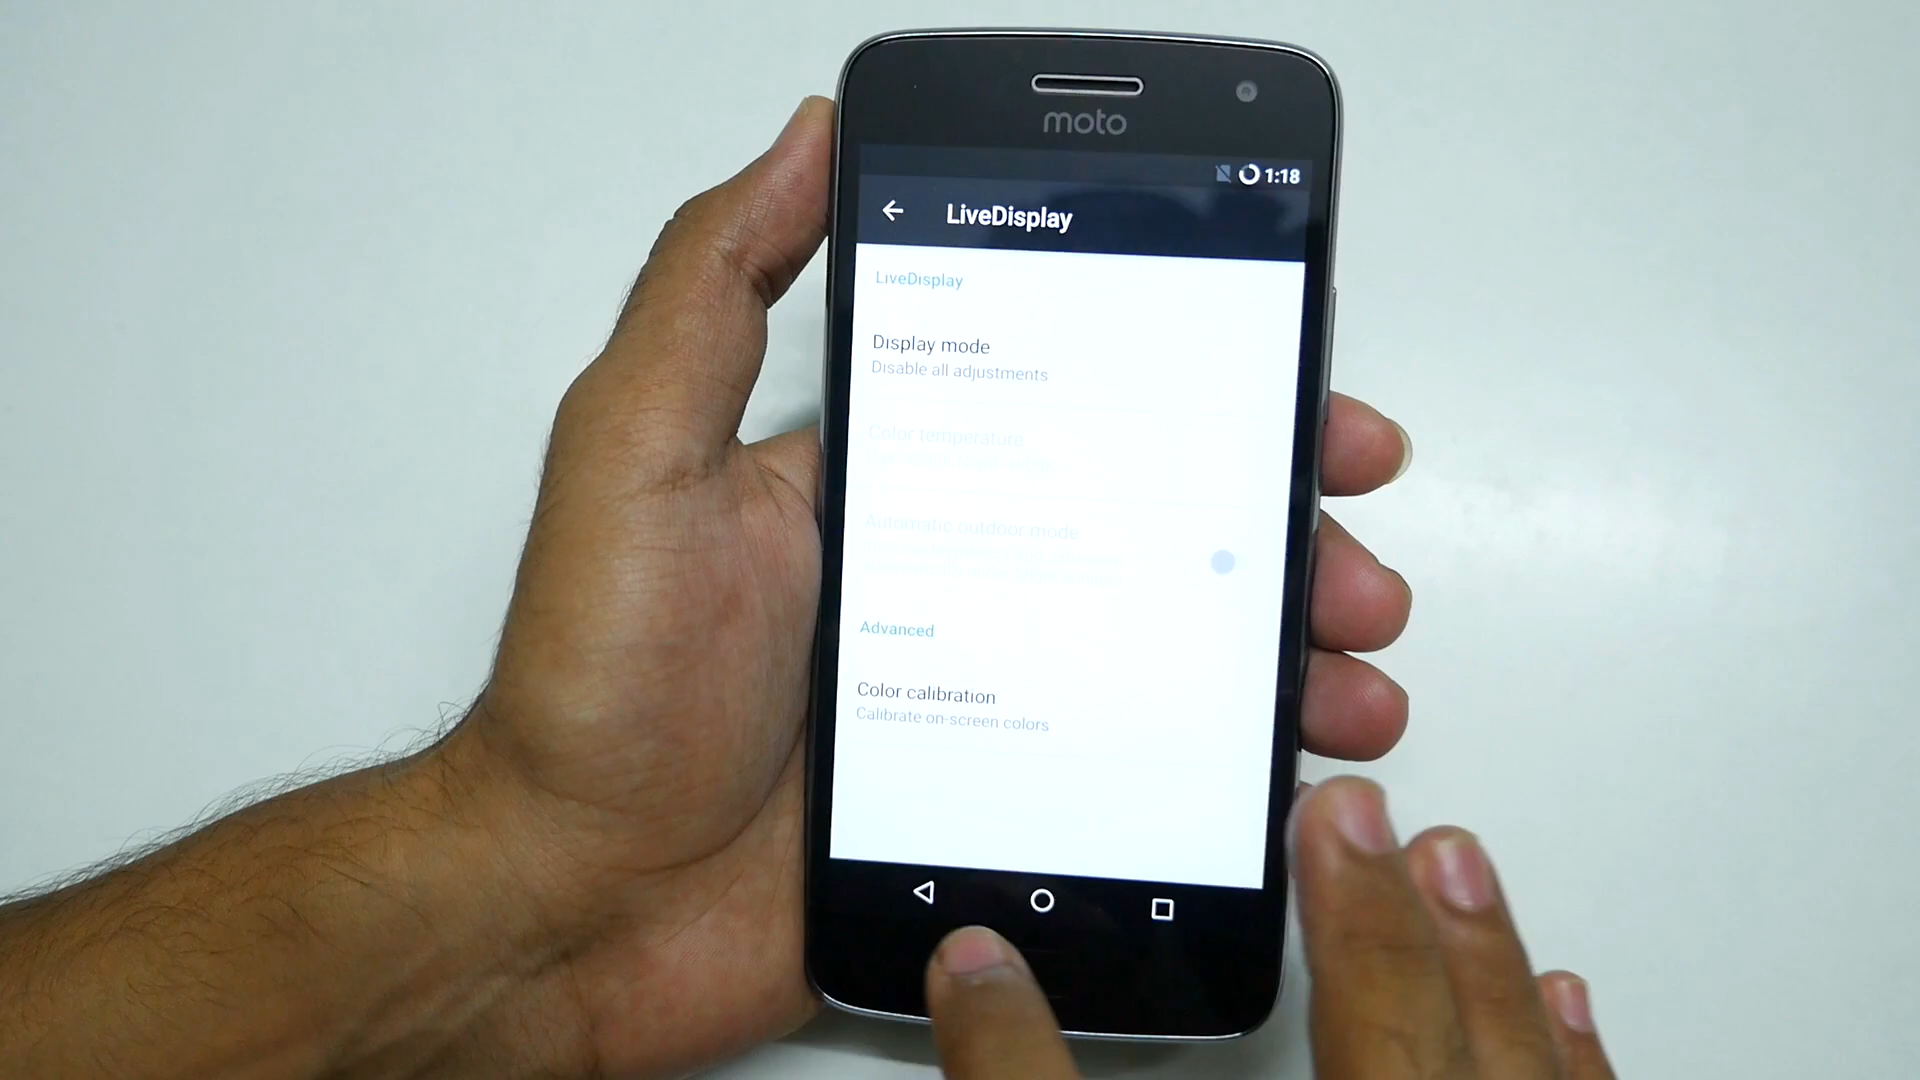 moto
1:18
LiveDisplay
LiveDisplay
Display mode
Disable all adjustments
Color temperature
Automatic outdoor mode
Advanced
Color calibration
Calibrate on-screen colors